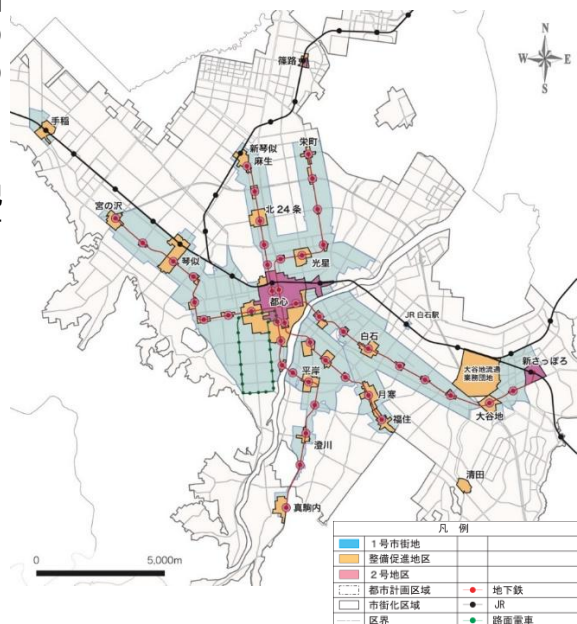 N
W E
S
篠路
手稲
新琴似
麻生
栄町
宮の沢
北24条
琴似
光星
都心
JR 白石駅
白石
新さっぽろ
大谷地流通
業務団地
平岸
月寒
大谷地
福住
澄川
清田
真駒内
0 5,000m
凡 例
1号市街地
整備促進地区
2号地区
都市計画区域 地下鉄
市街化区域 JR
区界 路面電車